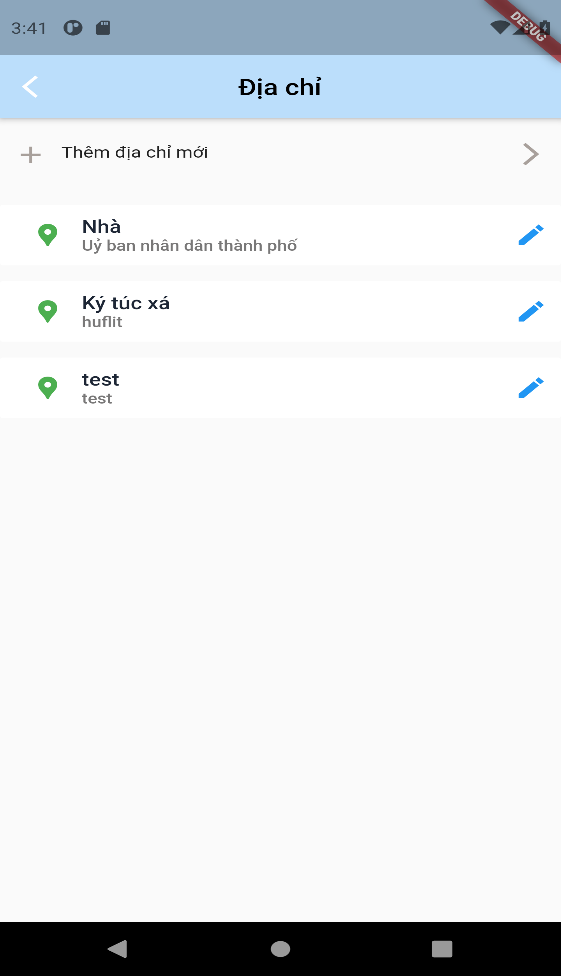 3:41
DEBUG
Địa chỉ
Thêm địa chỉ mới
Nhà
Uỷ ban nhân dân thành phố
Ký túc xá
huflit
test
test